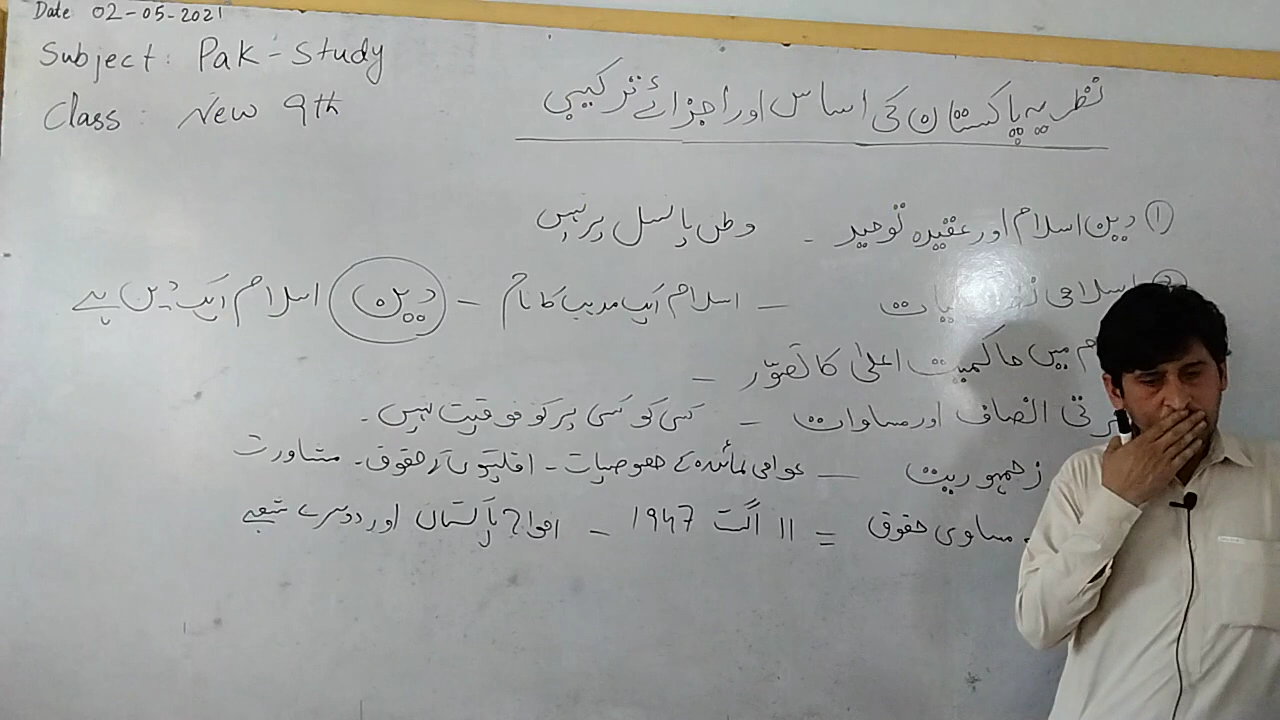 Date 02-05-2021
Subject: Pak-Study
Class: New 9th
نظریہ پاکستان کی اساس اور اجزائے ترکیبی
① دین اسلام اور عقیدہ توحید ۔ وطن یا نسل پر نہیں
اسلامی – اسلام ایک مذہب کا نام – دین اسلام ایک دین ہے
میں حاکمیت اعلیٰ کا تصوّر –
انصاف اور مساوات – کسی کو کسی پر کو فوقیت نہیں۔
جمہوریت – عوامی نمائندہ کے خصوصیات – اقلیتوں کے حقوق۔ مشاورت
مساوی حقوق = 11 اگست 1947 – افواج پاکستان اور دوسرے شعبے